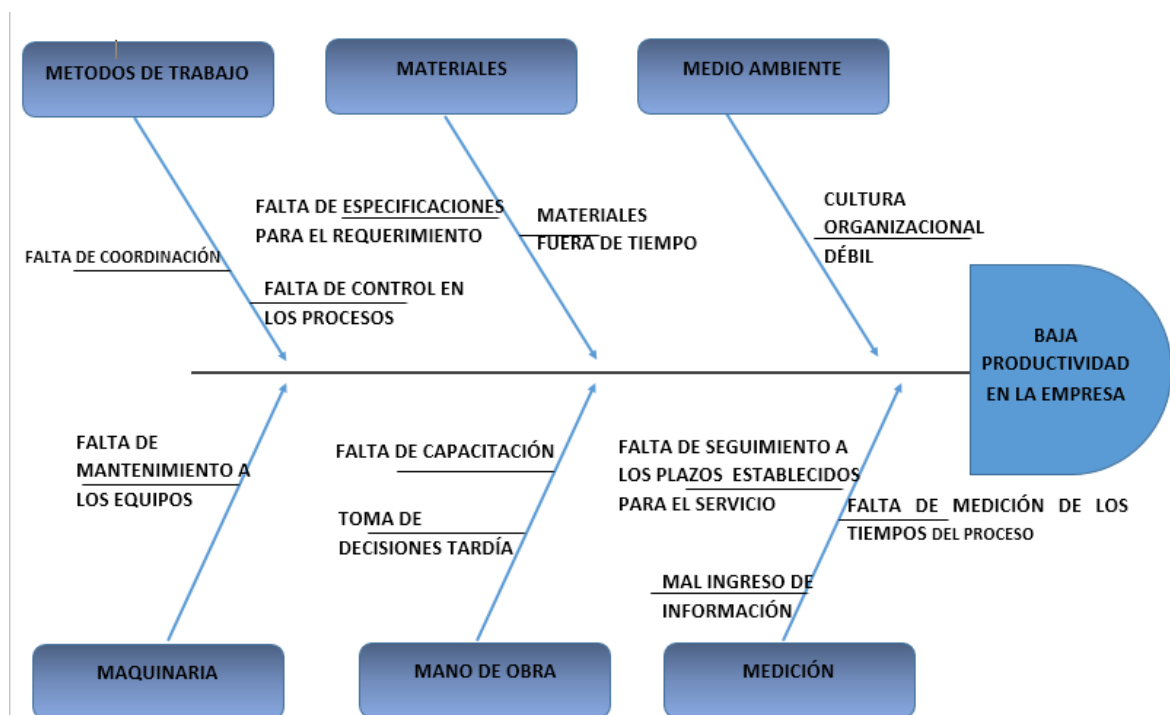 METODOS DE TRABAJO
MATERIALES
MEDIO AMBIENTE
FALTA DE COORDINACIÓN
FALTA DE CONTROL EN
LOS PROCESOS
FALTA DE ESPECIFICACIONES
PARA EL REQUERIMIENTO
MATERIALES
FUERA DE TIEMPO
CULTURA
ORGANIZACIONAL
DÉBIL
BAJA
PRODUCTIVIDAD
EN LA EMPRESA
FALTA DE
MANTENIMIENTO A
LOS EQUIPOS
FALTA DE CAPACITACIÓN
TOMA DE
DECISIONES TARDÍA
FALTA DE SEGUIMIENTO A
LOS PLAZOS ESTABLECIDOS
PARA EL SERVICIO
FALTA DE MEDICIÓN DE LOS
TIEMPOS DEL PROCESO
MAL INGRESO DE
INFORMACIÓN
MAQUINARIA
MANO DE OBRA
MEDICIÓN